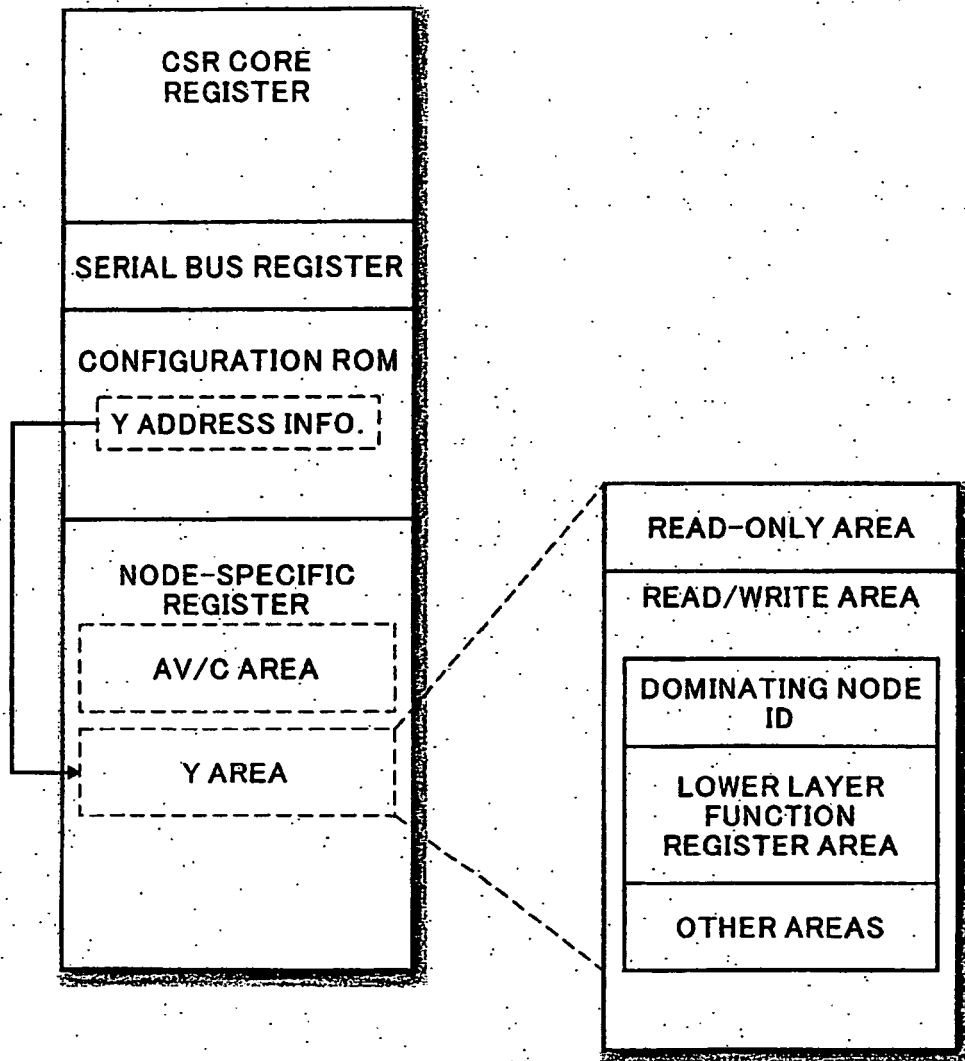 CSR CORE
REGISTER
SERIAL BUS REGISTER
CONFIGURATION ROM
Y ADDRESS INFO.
NODE-SPECIFIC
REGISTER
AV/C AREA
Y AREA
READ-ONLY AREA
READ/WRITE AREA
DOMINATING NODE
ID
LOWER LAYER
FUNCTION
REGISTER AREA
OTHER AREAS